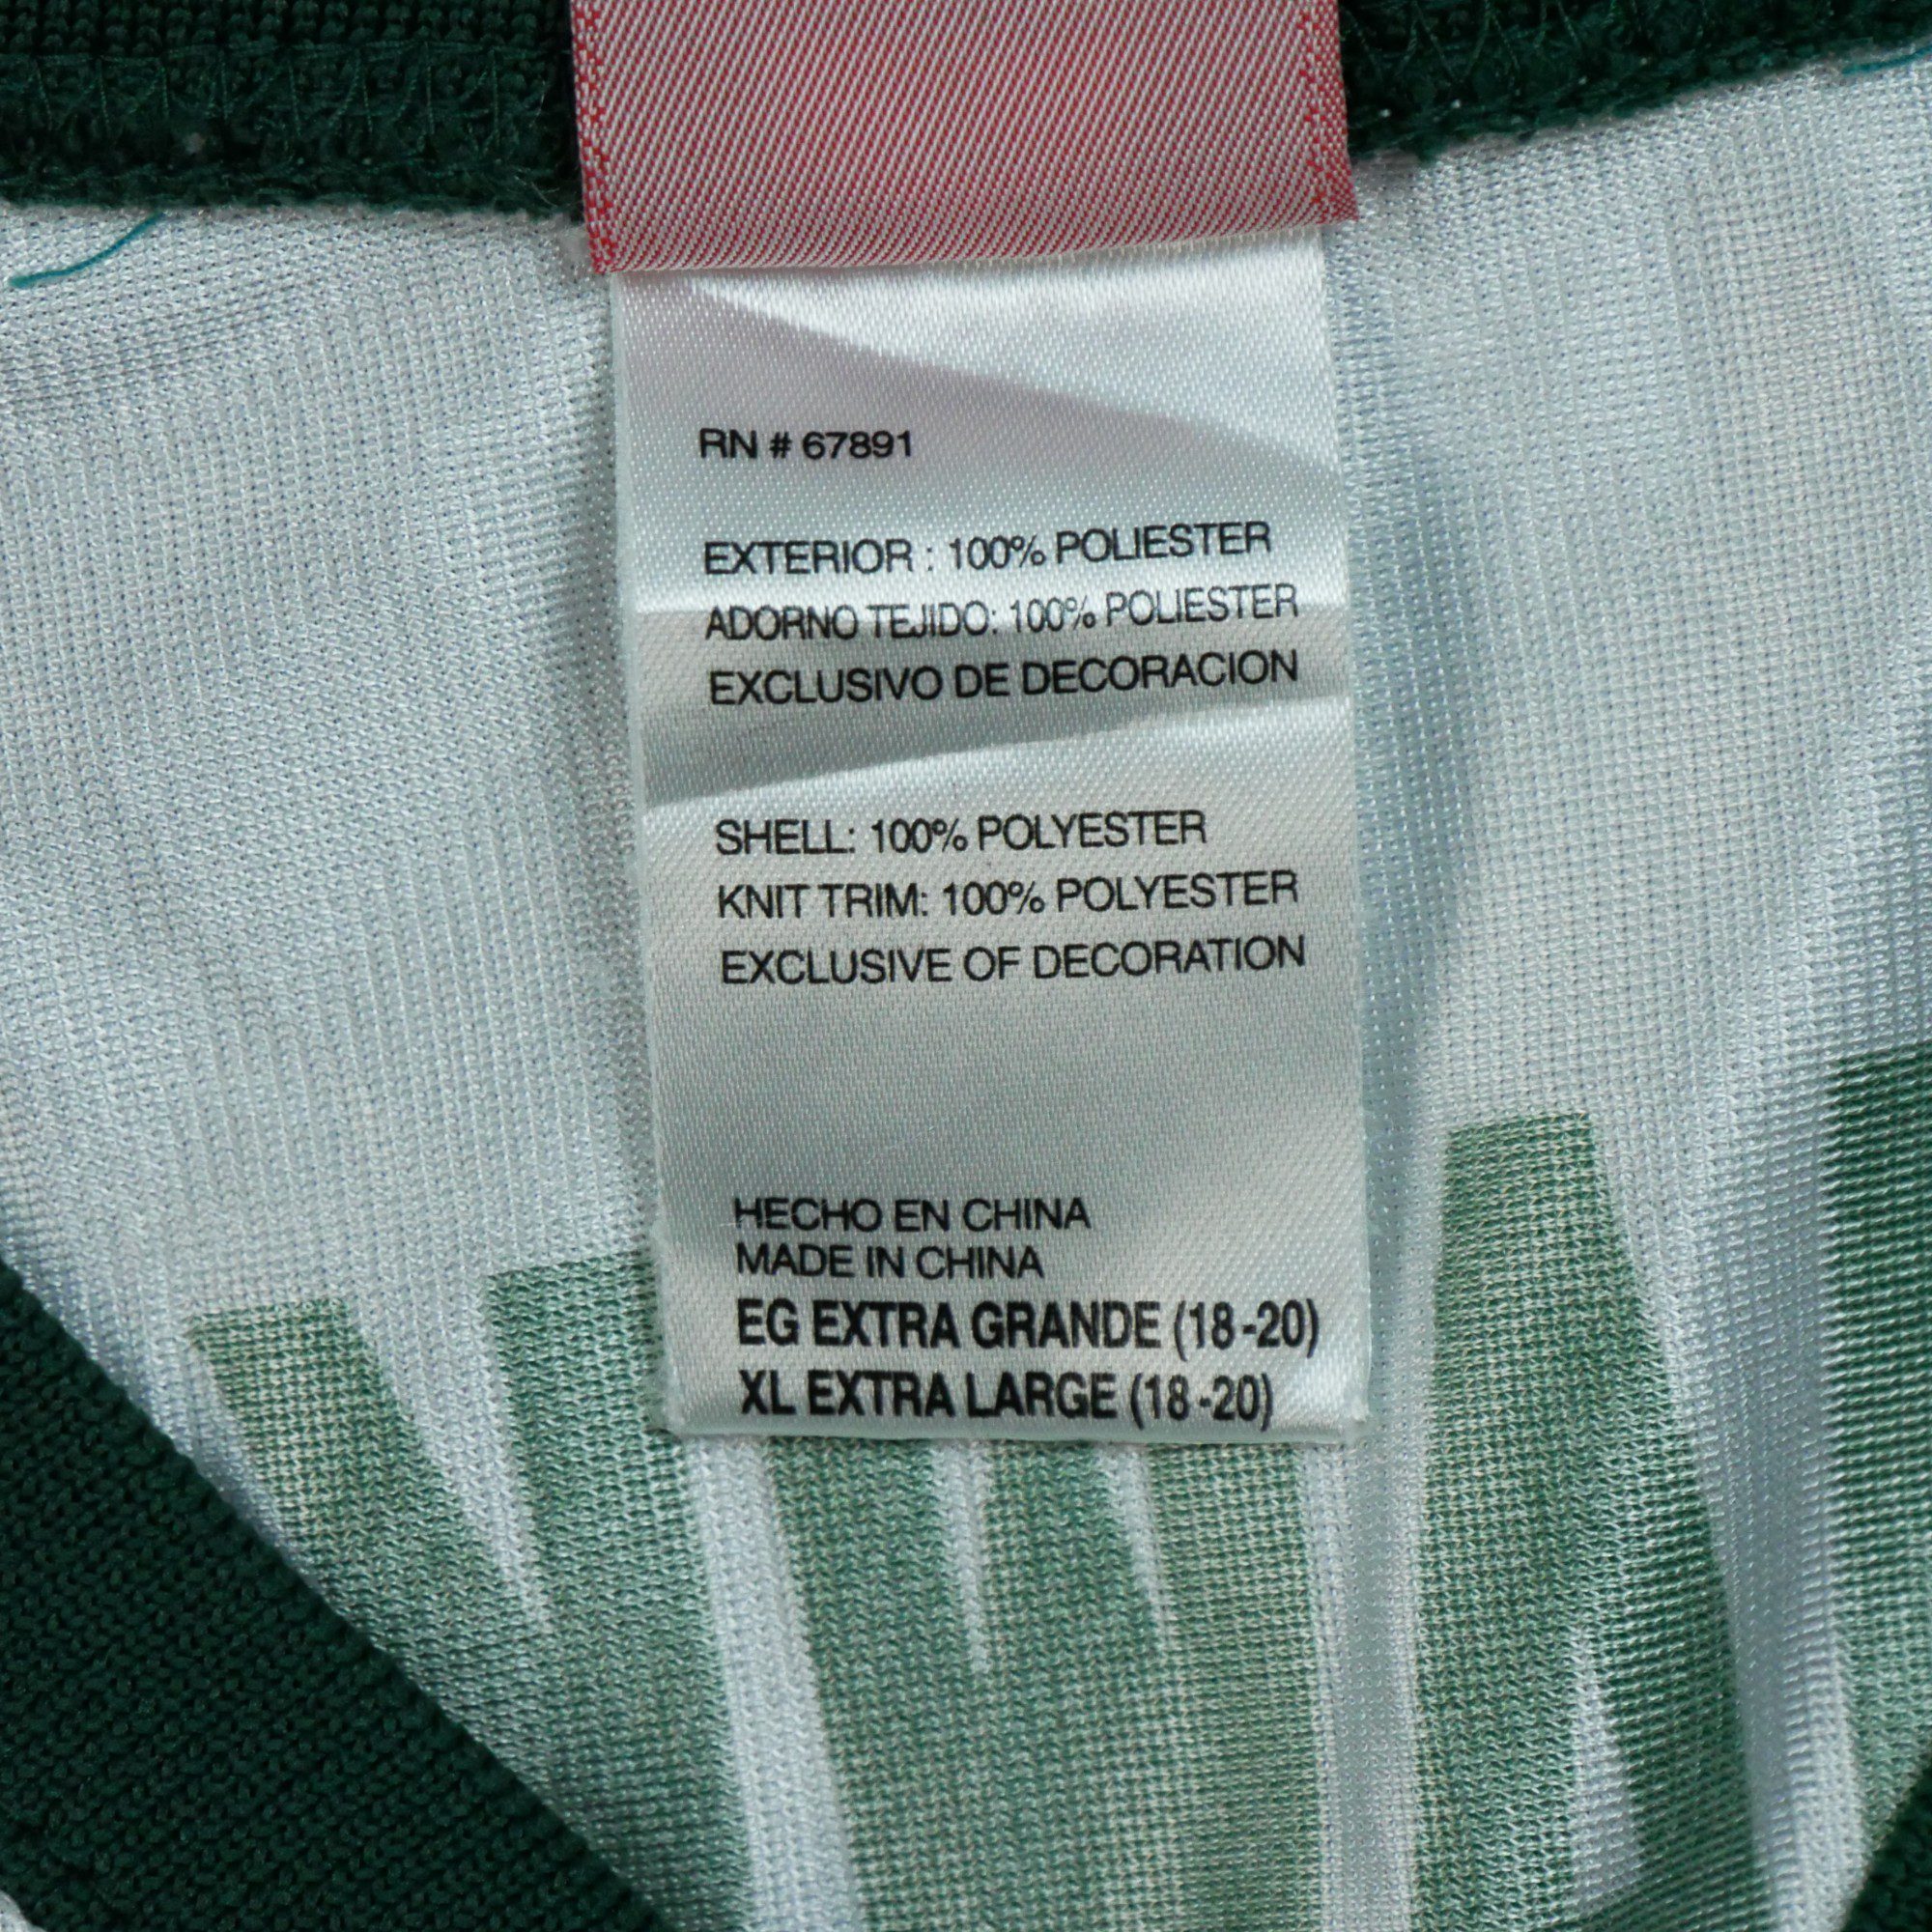 RN # 67891
EXTERIOR : 100% POLIESTER
ADORNO TEJIDO: 100% POLIESTER
EXCLUSIVO DE DECORACION
SHELL: 100% POLYESTER
KNIT TRIM: 100% POLYESTER
EXCLUSIVE OF DECORATION
HECHO EN CHINA
MADE IN CHINA
EG EXTRA GRANDE (18-20)
XL EXTRA LARGE (18-20)